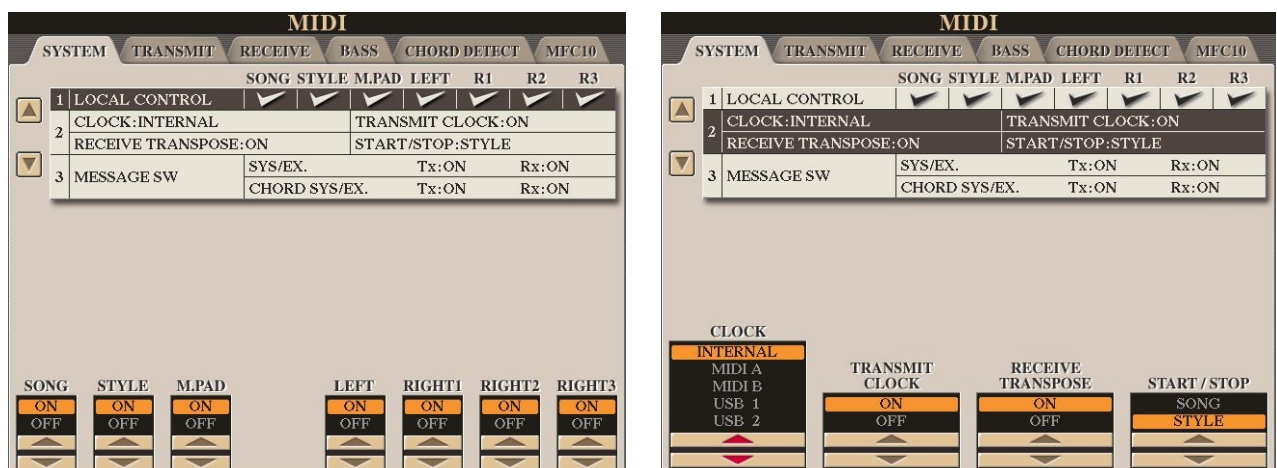 MIDI
SYSTEM TRANSMIT RECEIVE BASS CHORD DETECT MFC10
SONG STYLE M.PAD LEFT R1 R2 R3
1 LOCAL CONTROL
2 CLOCK:INTERNAL TRANSMIT CLOCK:ON
RECEIVE TRANSPOSE:ON START/STOP:STYLE
3 MESSAGE SW SYS/EX. Tx:ON Rx:ON
CHORD SYS/EX. Tx:ON Rx:ON
SONG STYLE M.PAD LEFT RIGHT1 RIGHT2 RIGHT3
ON ON ON ON ON ON ON
OFF OFF OFF OFF OFF OFF OFF
MIDI
SYSTEM TRANSMIT RECEIVE BASS CHORD DETECT MFC10
SONG STYLE M.PAD LEFT R1 R2 R3
1 LOCAL CONTROL
2 CLOCK:INTERNAL TRANSMIT CLOCK:ON
RECEIVE TRANSPOSE:ON START/STOP:STYLE
3 MESSAGE SW SYS/EX. Tx:ON Rx:ON
CHORD SYS/EX. Tx:ON Rx:ON
CLOCK
INTERNAL
MIDI A
MIDI B
USB 1
USB 2
TRANSMIT
CLOCK
ON
OFF
RECEIVE
TRANSPOSE
ON
OFF
START / STOP
SONG
STYLE